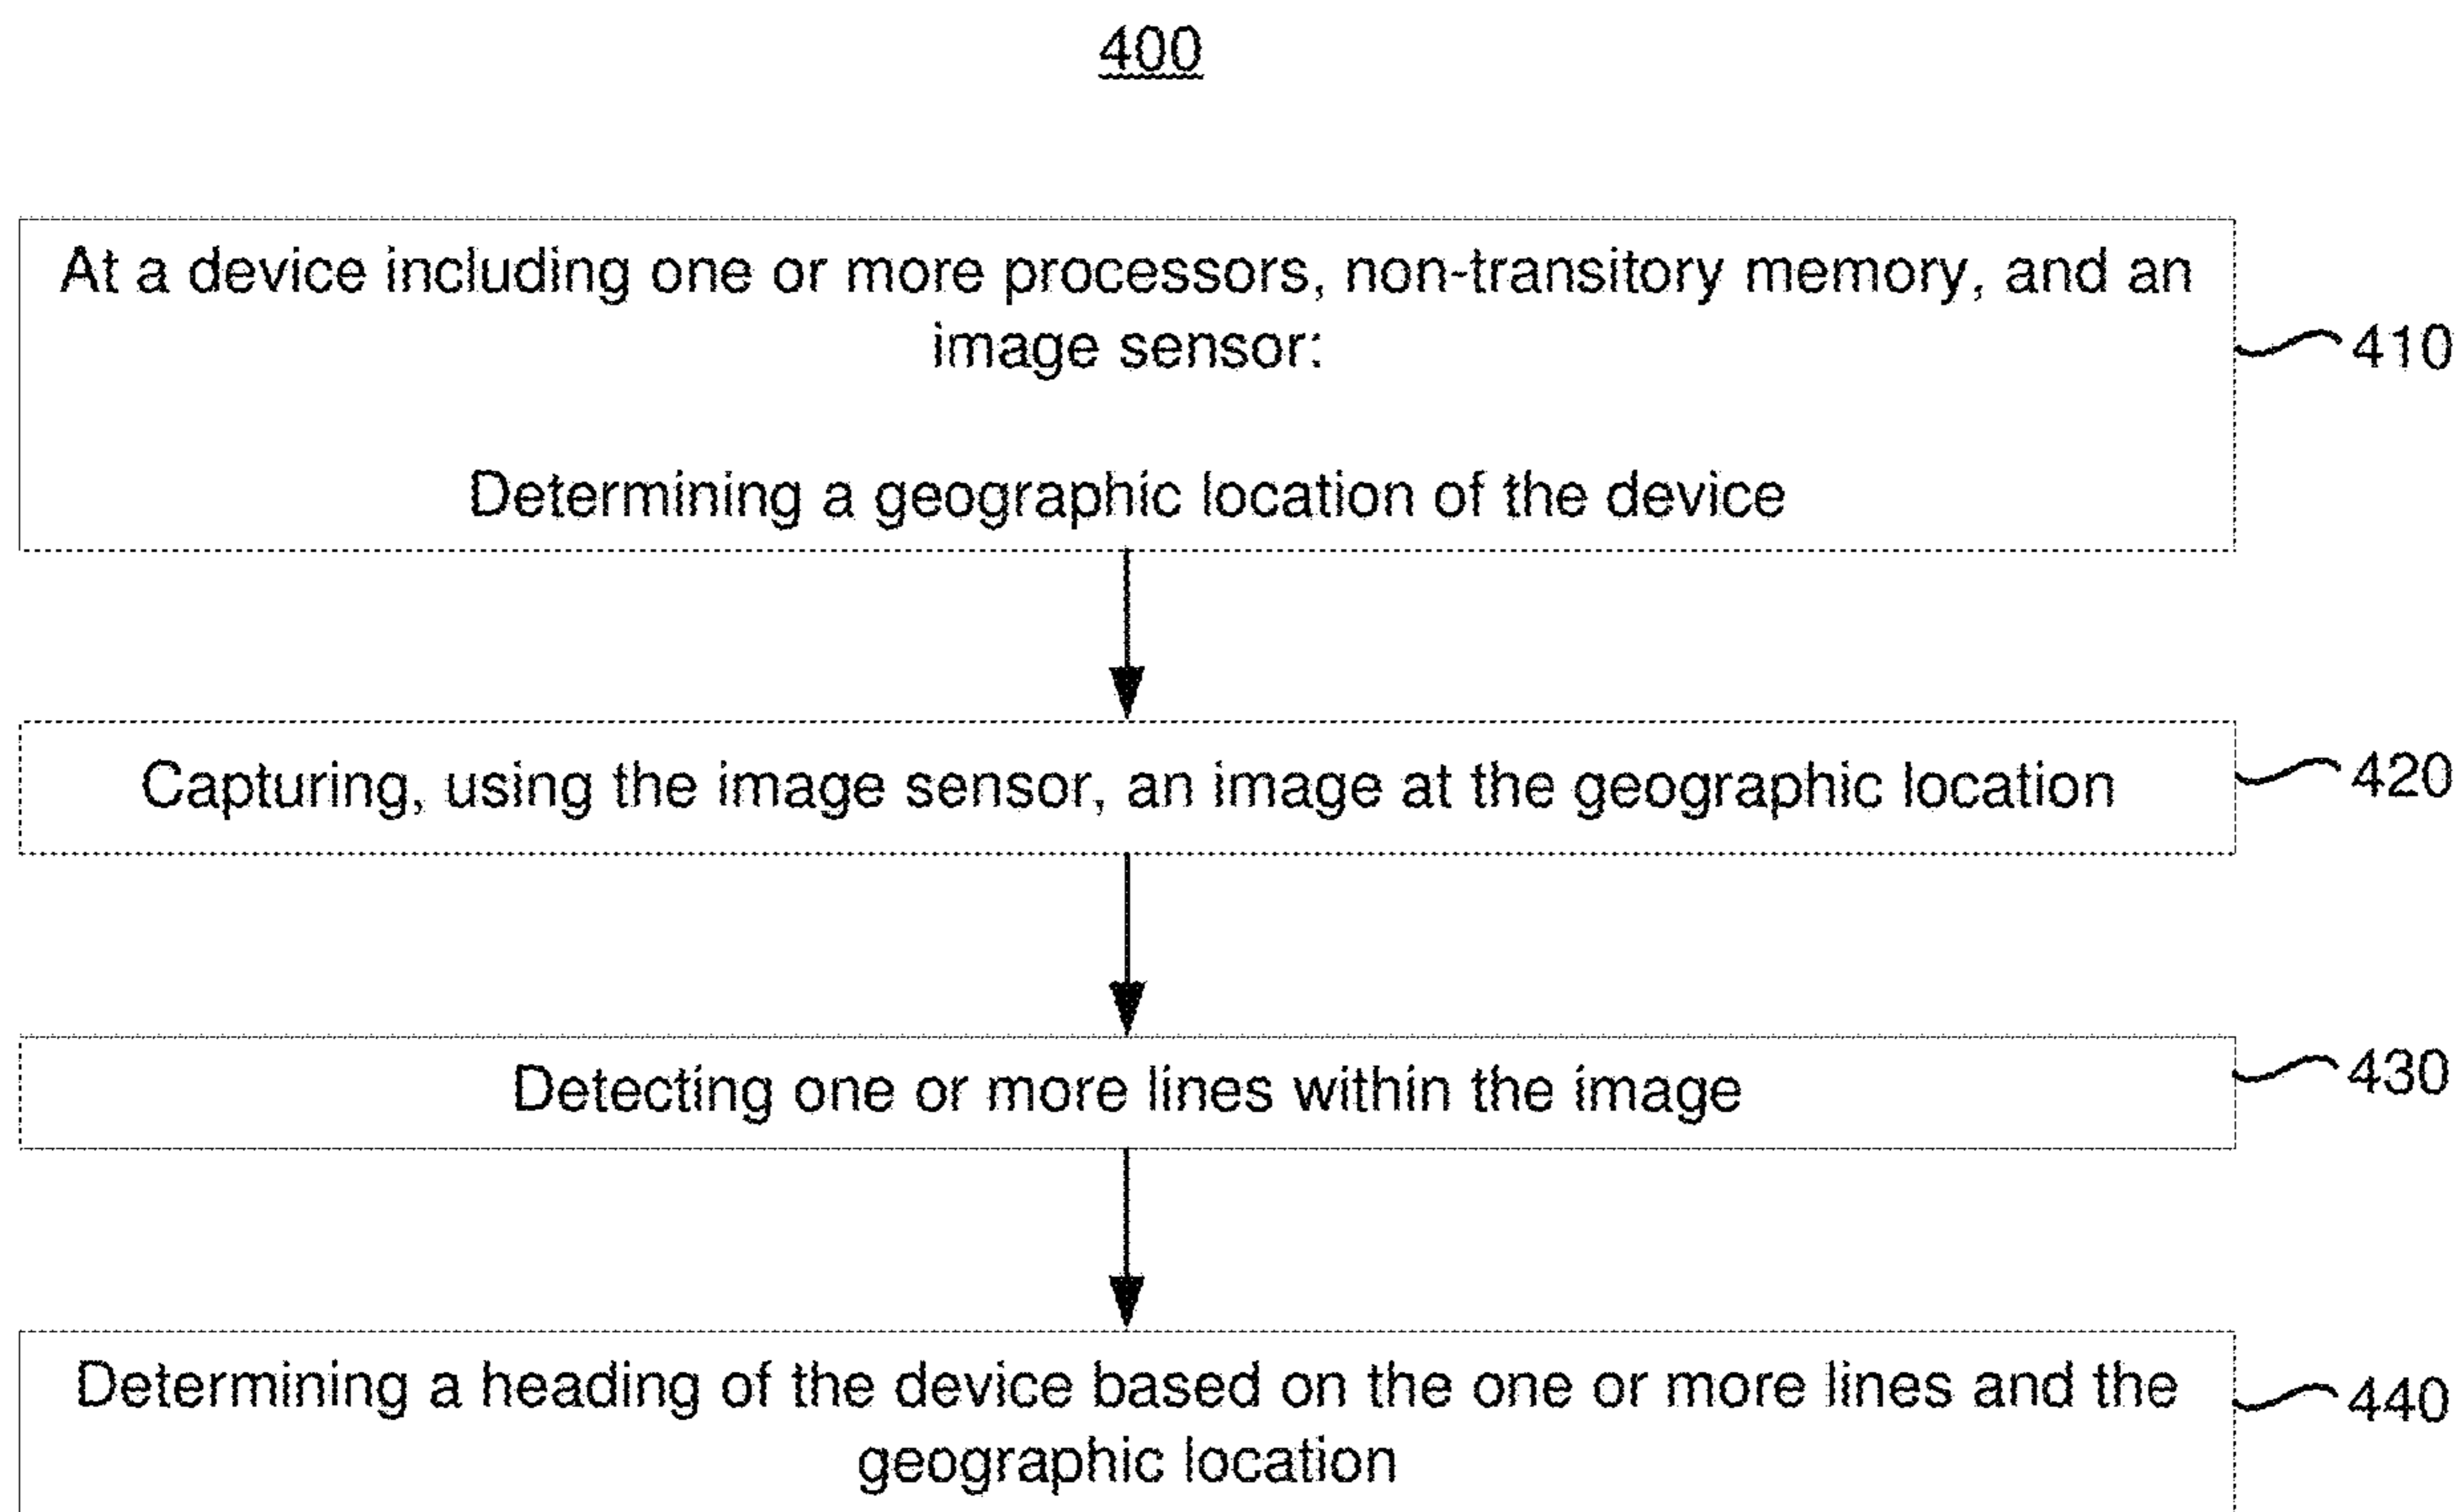 400
At a device including one or more processors, non-transitory memory, and an
image sensor:
410
Determining a geographic location of the device
Capturing, using the image sensor, an image at the geographic location
420
Detecting one or more lines within the image
430
Determining a heading of the device based on the one or more lines and the
440
geographic location